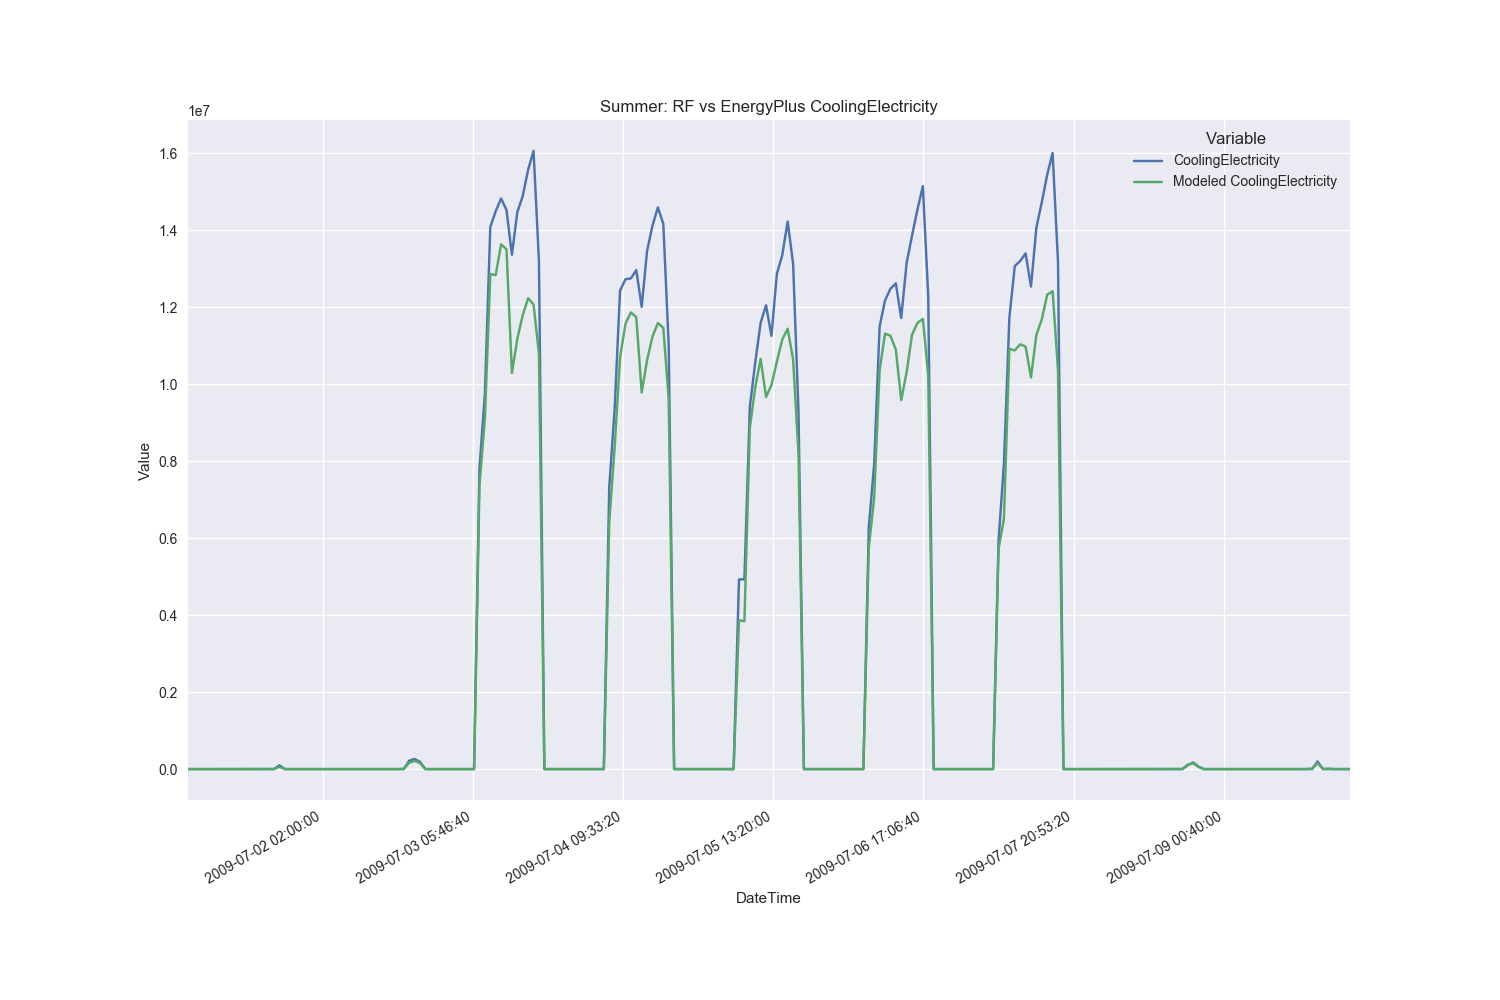 Summer: RF vs EnergyPlus CoolingElectricity
1e7
Variable
CoolingElectricity
Modeled CoolingElectricity
1.6
1.4
1.2
1.0
0.8
0.6
0.4
0.2
0.0
Value
2009-07-02 02:00:00
2009-07-03 05:46:40
2009-07-04 09:33:20
2009-07-05 13:20:00
2009-07-06 17:06:40
2009-07-07 20:53:20
2009-07-09 00:40:00
DateTime